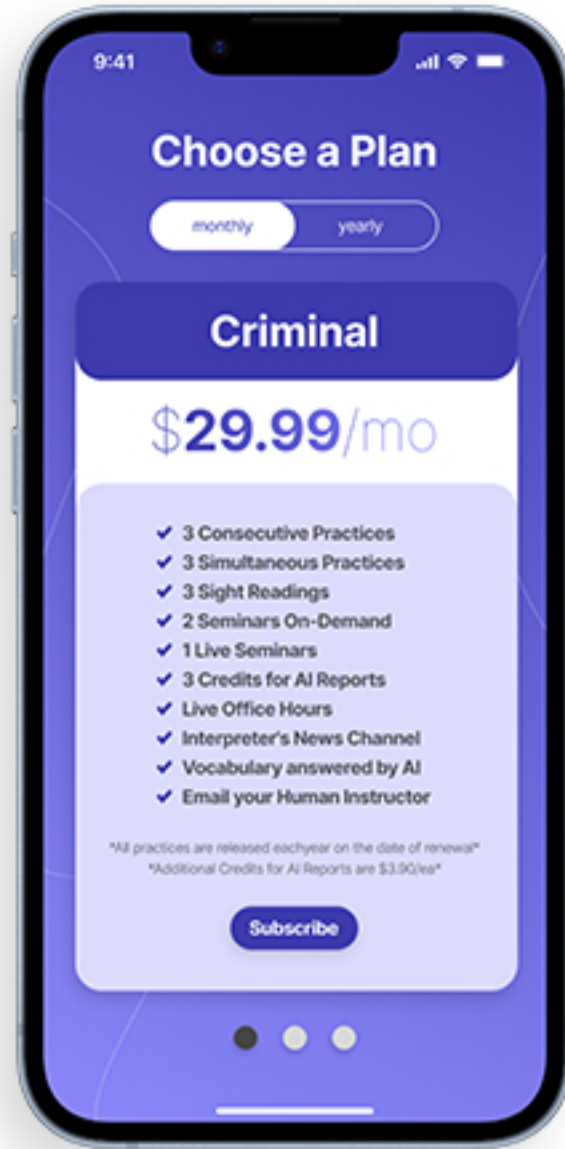 9:41
Choose a Plan
monthly yearly
Criminal
$29.99/mo
3 Consecutive Practices
3 Simultaneous Practices
3 Sight Readings
2 Seminars On-Demand
1 Live Seminars
3 Credits for AI Reports
Live Office Hours
Interpreter's News Channel
Vocabulary answered by AI
Email your Human Instructor
*All practices are released eachyear on the date of renewal*
*Additional Credits for AI Reports are $3.90/ea*
Subscribe